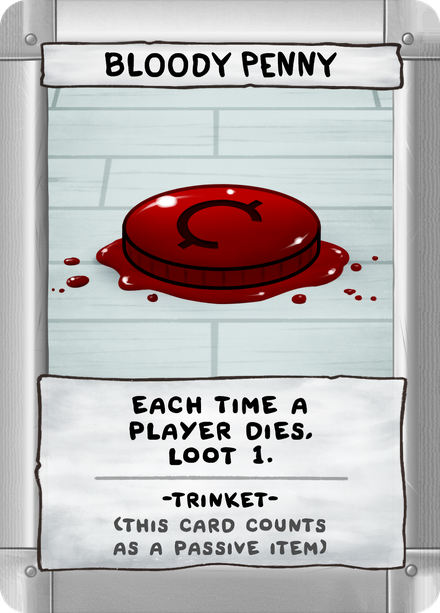 BLOODY PENNY
¢
EACH TIME A
PLAYER DIES,
LOOT 1.
-TRINKET-
(THIS CARD COUNTS
AS A PASSIVE ITEM)